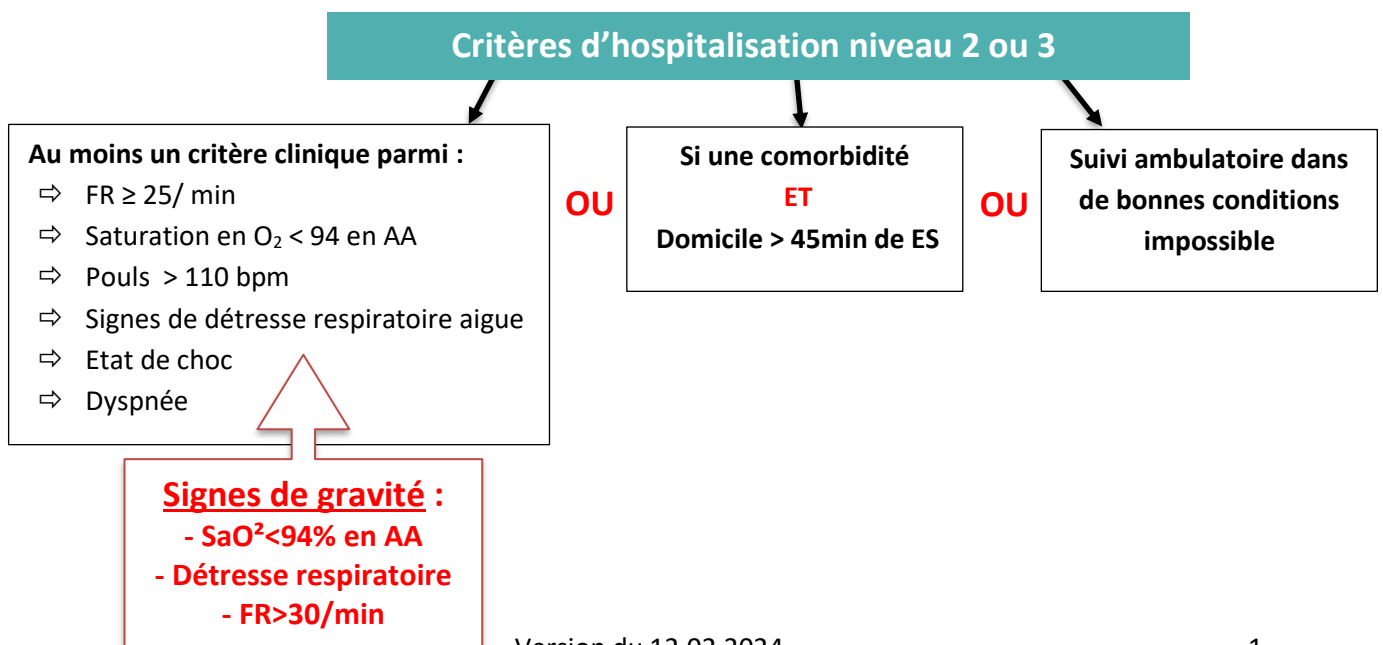 Critères d'hospitalisation niveau 2 ou 3
Au moins un critère clinique parmi :
⇨ FR ≥ 25/ min
⇨ Saturation en O₂ < 94 en AA
⇨ Pouls > 110 bpm
⇨ Signes de détresse respiratoire aigue
⇨ Etat de choc
⇨ Dyspnée
OU
Si une comorbidité
ET
Domicile > 45min de ES
OU
Suivi ambulatoire dans
de bonnes conditions
impossible
Signes de gravité :
- SaO²<94% en AA
- Détresse respiratoire
- FR>30/min
Version du 2024
1